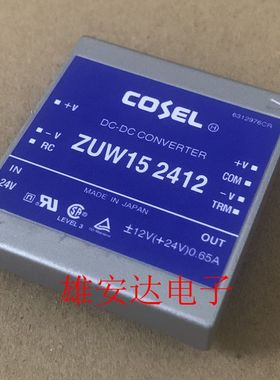 COSEL
6312976CR
DC-DC CONVERTER
ZUW15 2412
+V
-V
RC
+V
COM
-V
TRM
MADE IN JAPAN
IN
24V
OUT
LEVEL 3
±12V(+24V)0.65A
雄安达电子